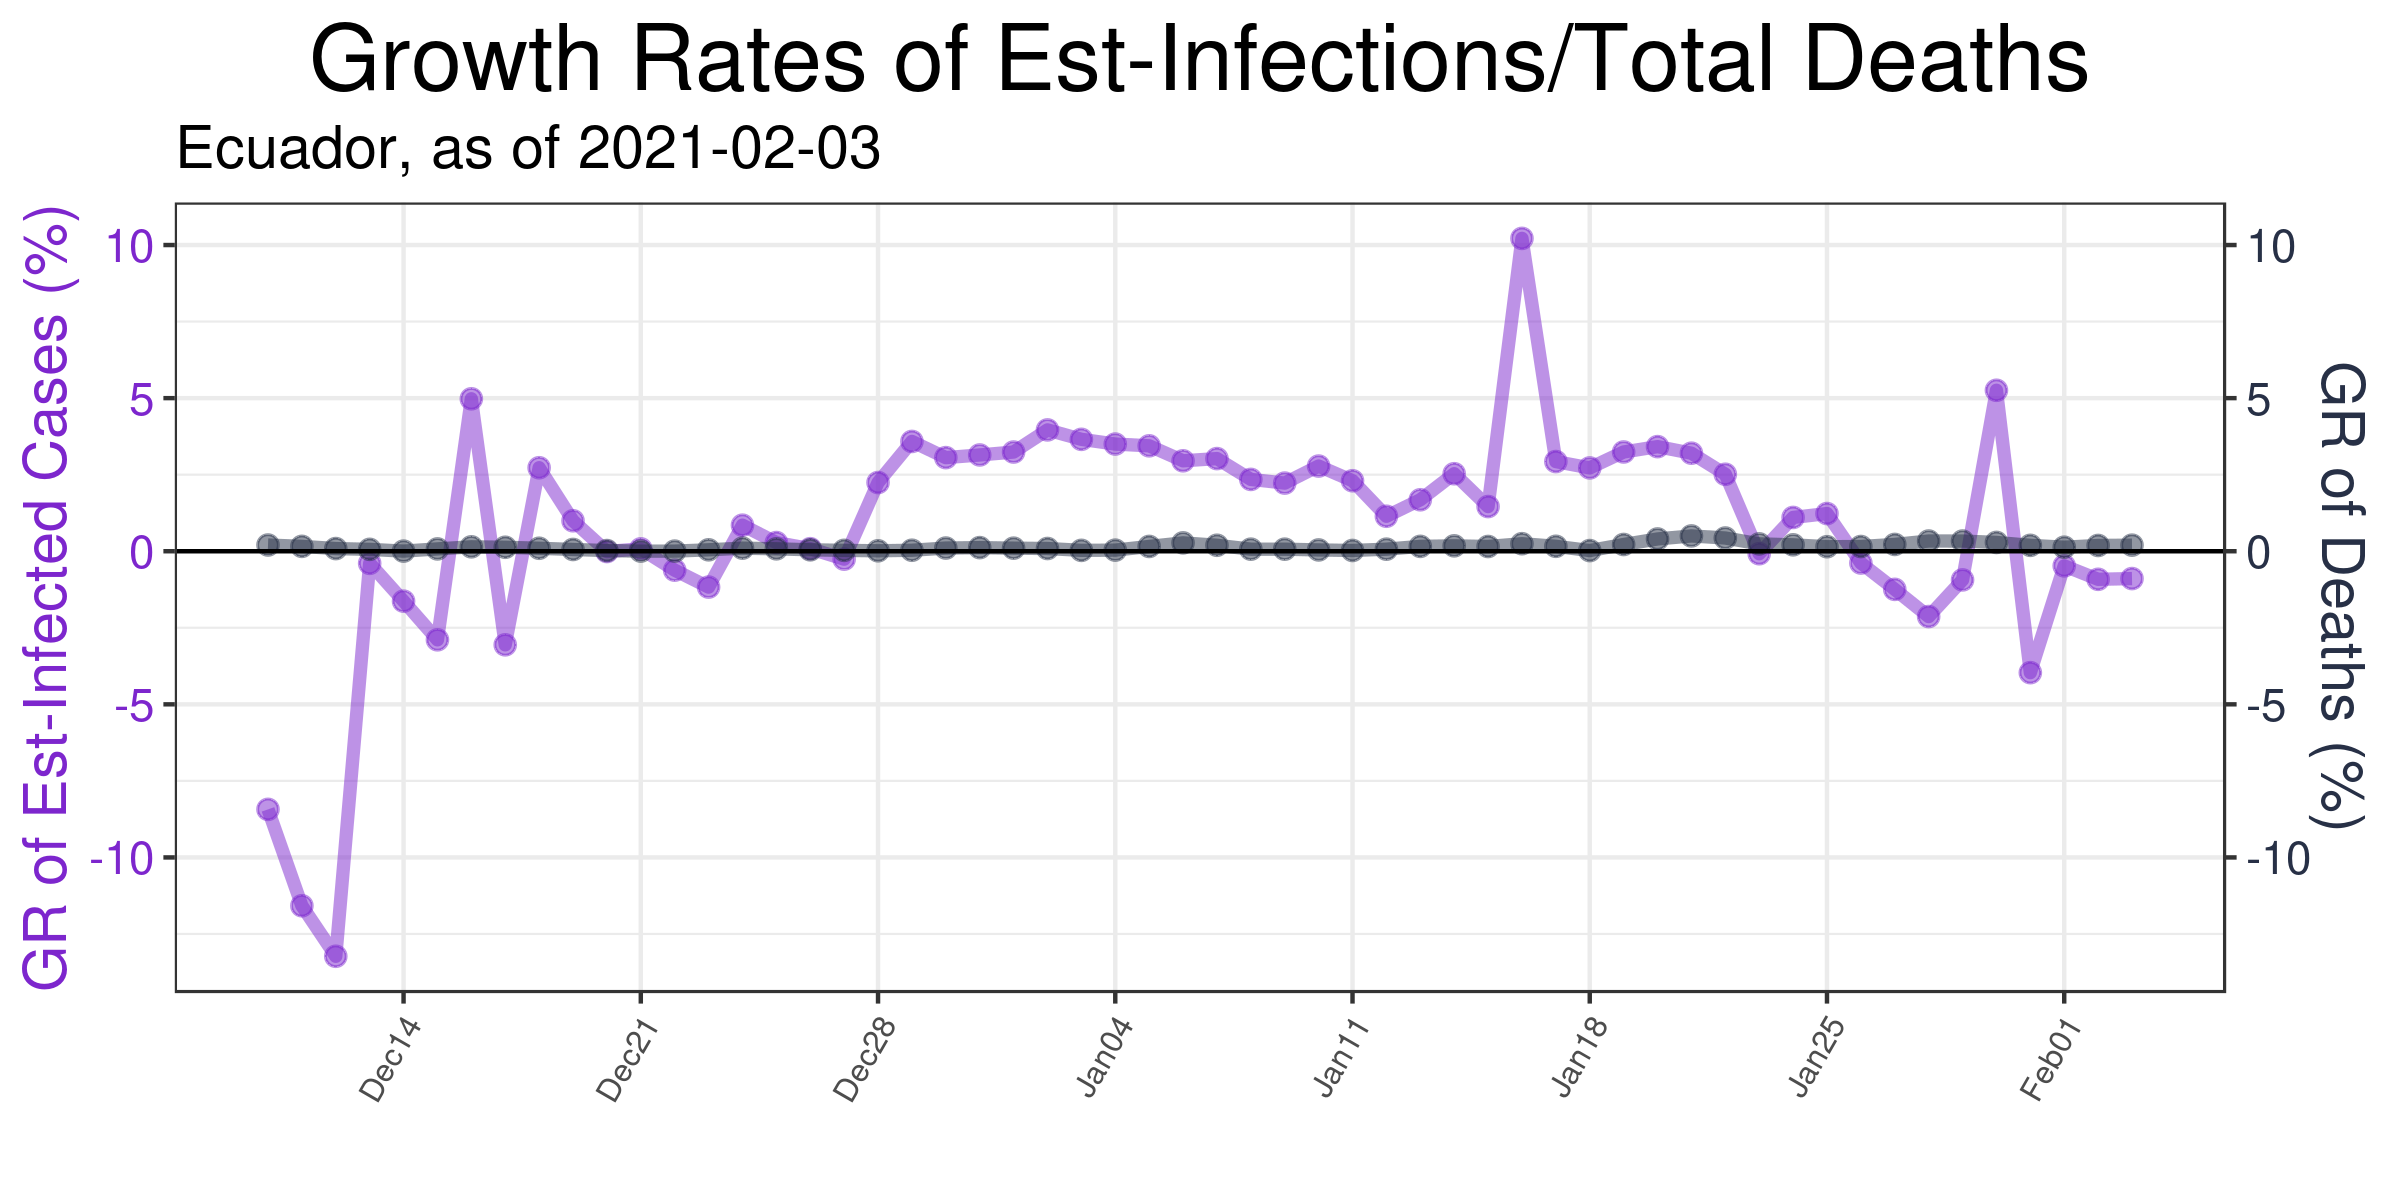 Growth Rates of Est-Infections/Total Deaths
Ecuador, as of 2021-02-03
GR of Est-Infected Cases (%)
10
5
0
-5
-10
10
5
0
-5
-10
GR of Deaths (%)
Dec14
Dec21
Dec28
Jan04
Jan11
Jan18
Jan25
Feb01